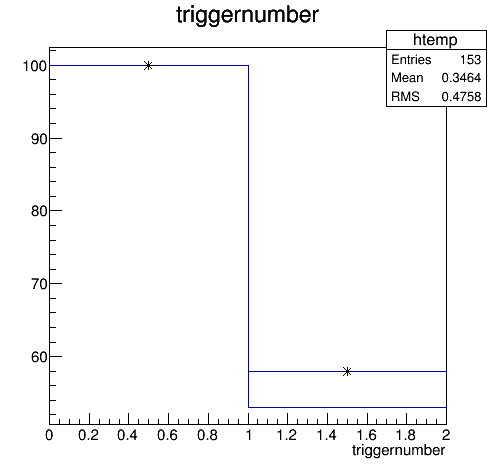 triggernumber
htemp
Entries 153
Mean 0.3464
RMS 0.4758
100
90
80
70
60
0 0.2 0.4 0.6 0.8 1 1.2 1.4 1.6 1.8 2
triggernumber